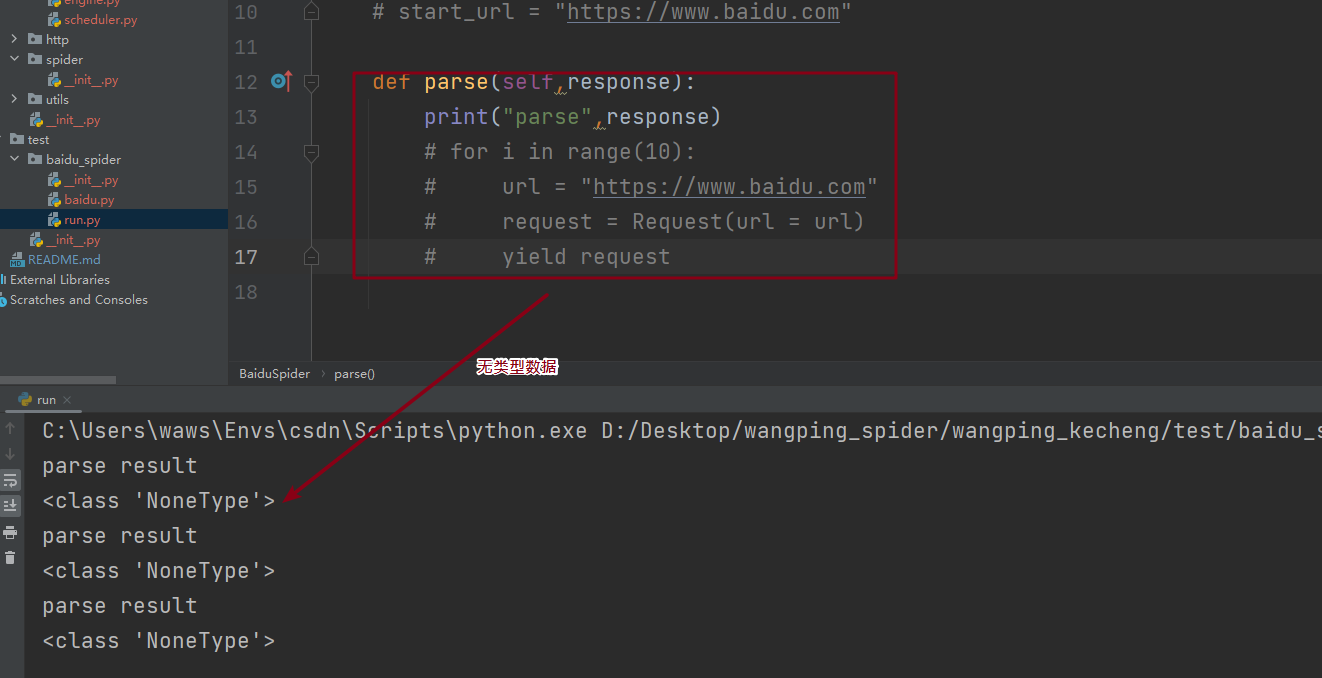 engine.py
scheduler.py
http
spider
__init__.py
utils
__init__.py
test
baidu_spider
__init__.py
baidu.py
run.py
__init__.py
README.md
External Libraries
Scratches and Consoles
10 # start_url = "https://www.baidu.com"
11
12 def parse(self,response):
13 print("parse",response)
14 # for i in range(10):
15 # url = "https://www.baidu.com"
16 # request = Request(url = url)
17 # yield request
18
BaiduSpider › parse()
无类型数据
run
C:\Users\waws\Envs\csdn\Scripts\python.exe D:/Desktop/wangping_spider/wangping_kecheng/test/baidu_s
parse result
<class 'NoneType'>
parse result
<class 'NoneType'>
parse result
<class 'NoneType'>